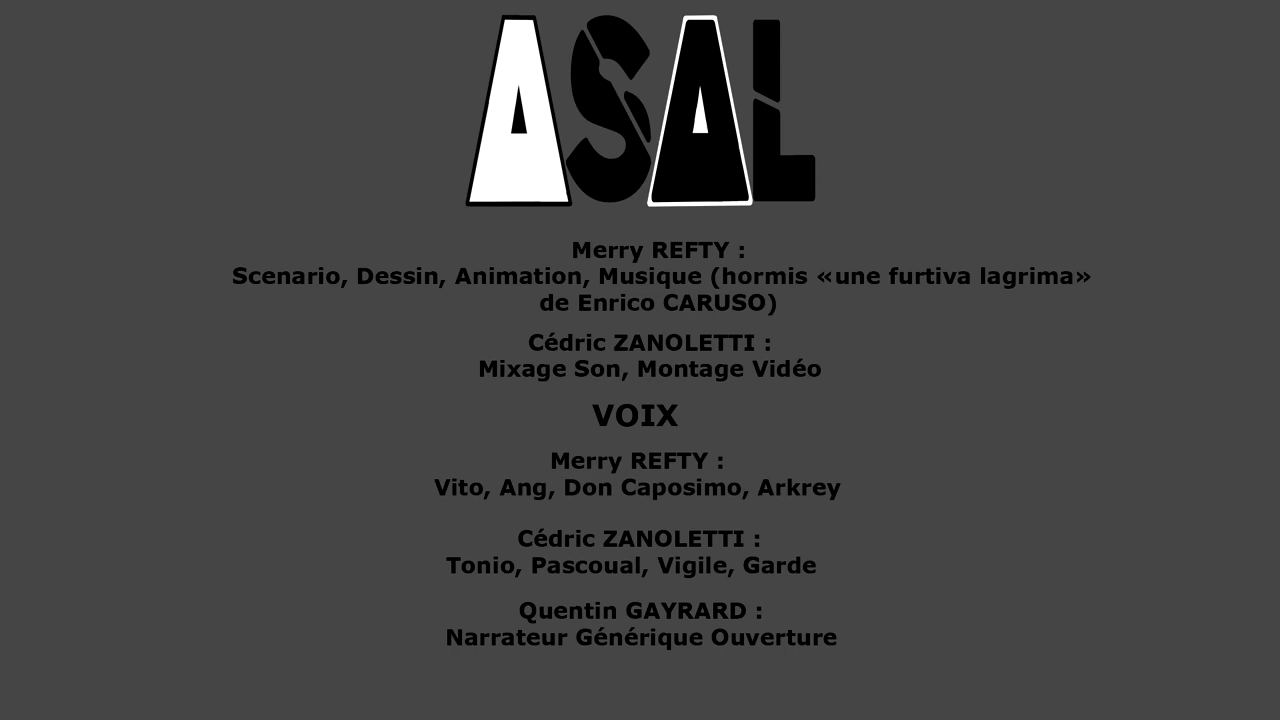 ASAL
Merry REFTY :
Scenario, Dessin, Animation, Musique (hormis «une furtiva lagrima»
de Enrico CARUSO)
Cédric ZANOLETTI :
Mixage Son, Montage Vidéo
VOIX
Merry REFTY :
Vito, Ang, Don Caposimo, Arkrey
Cédric ZANOLETTI :
Tonio, Pascoual, Vigile, Garde
Quentin GAYRARD :
Narrateur Générique Ouverture